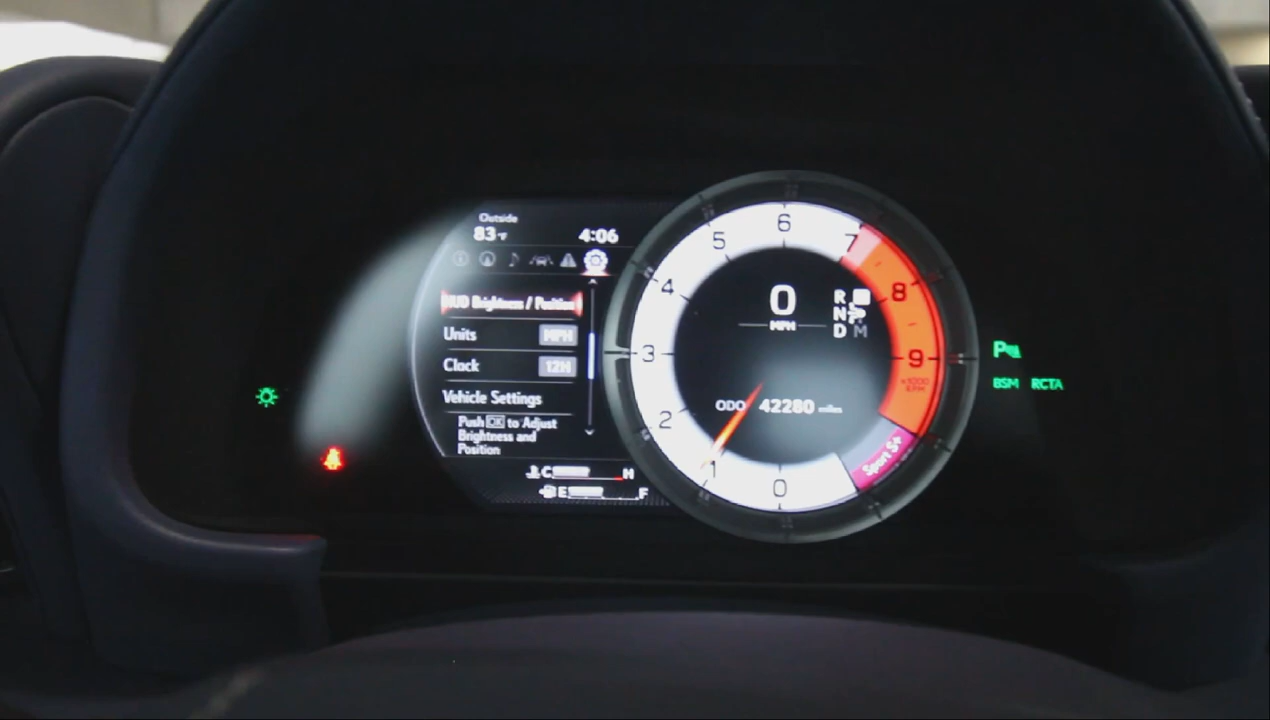 Outside
83°F
4:06
HUD Brightness / Position
Units MPH
Clock 12H
Vehicle Settings
Push OK to Adjust
Brightness and
Position
C H
E F
0
1
2
3
4
5
6
7
8
9
x1000
RPM
Sport S+
0
MPH
R
N
D M
ODO 42280 miles
P
BSM RCTA